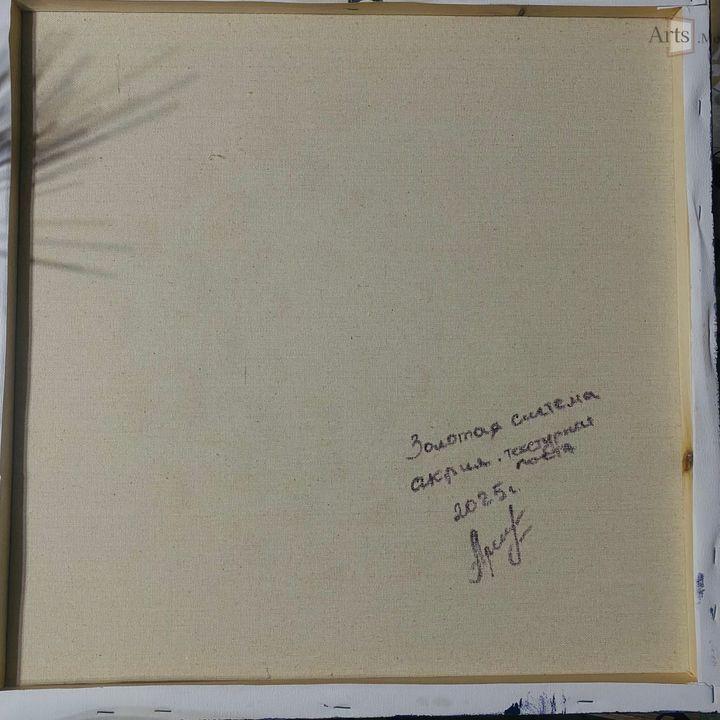 Arts
Золотая система
акрил. текстурная
паста
2025г.